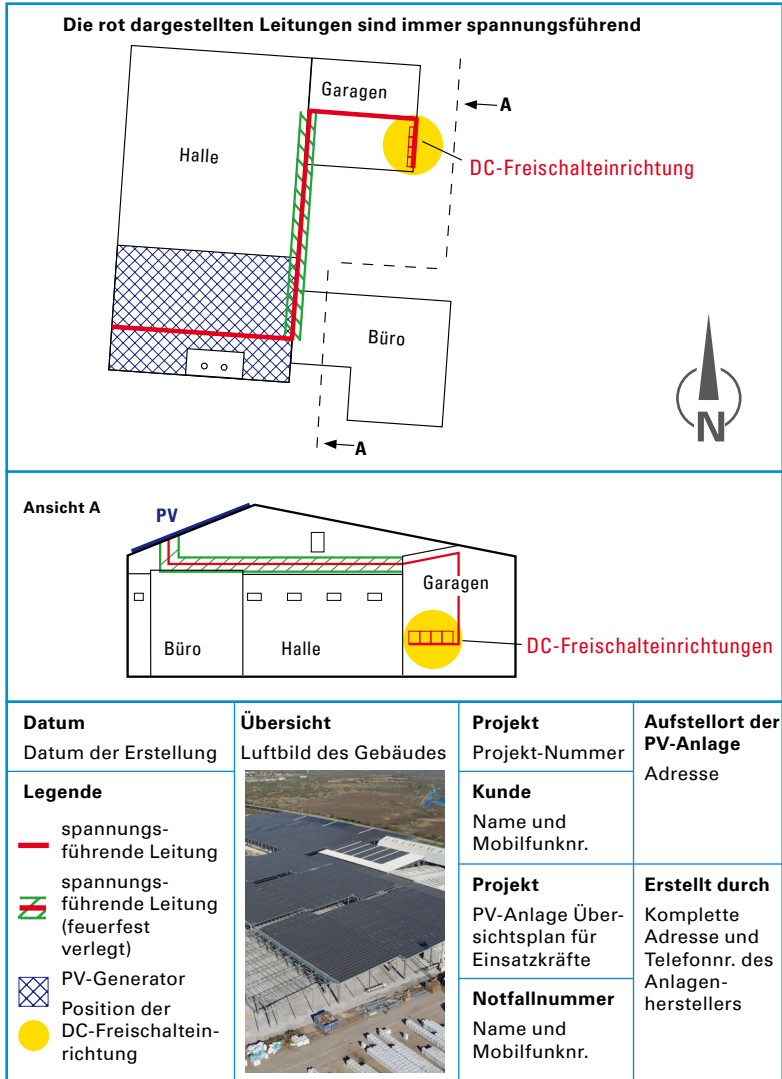 Die rot dargestellten Leitungen sind immer spannungsführend
Garagen
A
Halle
DC-Freischalteinrichtung
Büro
A
N
Ansicht A
PV
Garagen
Büro
Halle
DC-Freischalteinrichtungen
Datum
Datum der Erstellung
Übersicht
Luftbild des Gebäudes
Projekt
Projekt-Nummer
Aufstellort der
PV-Anlage
Adresse
Legende
spannungs-
führende Leitung
spannungs-
führende Leitung
(feuerfest
verlegt)
PV-Generator
Position der
DC-Freischaltein-
richtung
Kunde
Name und
Mobilfunknr.
Projekt
PV-Anlage Über-
sichtsplan für
Einsatzkräfte
Notfallnummer
Name und
Mobilfunknr.
Erstellt durch
Komplette
Adresse und
Telefonnr. des
Anlagen-
herstellers